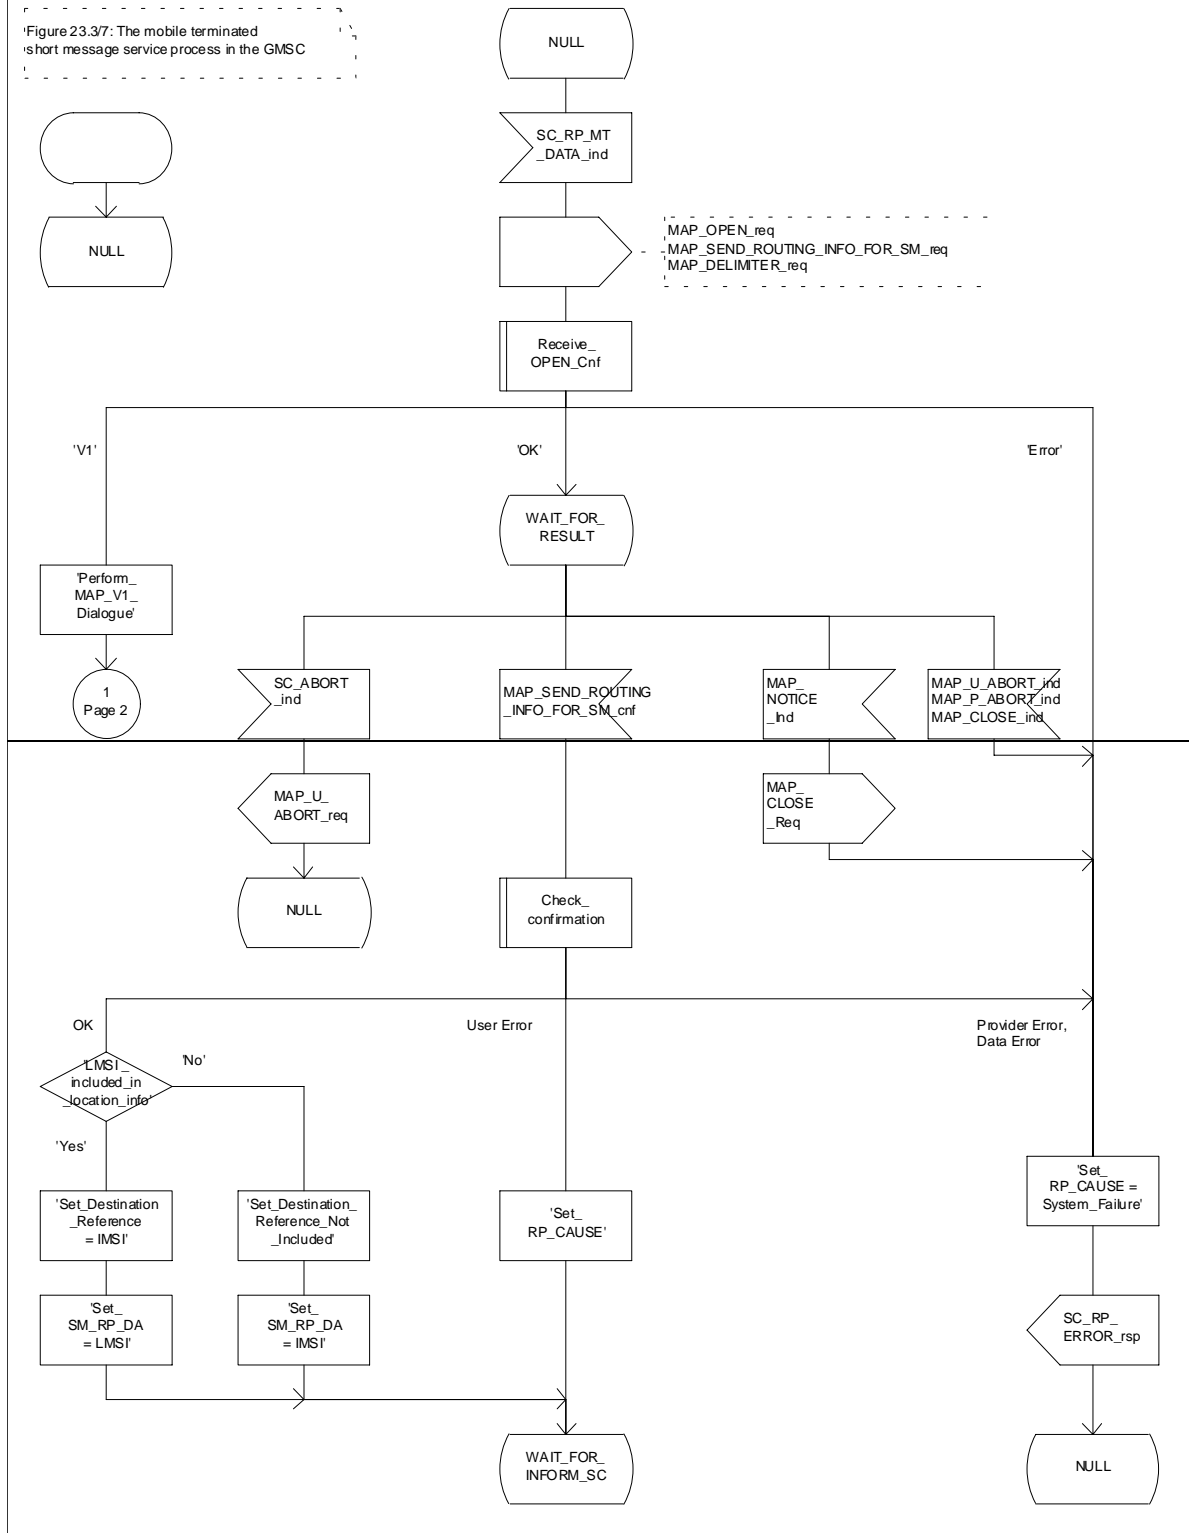 Figure 23.3/7: The mobile terminated
short message service process in the GMSC
NULL
SC_RP_MT
_DATA_ind
NULL
MAP_OPEN_req
MAP_SEND_ROUTING_INFO_FOR_SM_req
MAP_DELIMITER_req
Receive_
OPEN_Cnf
'V1'
'OK'
'Error'
WAIT_FOR_
RESULT
'Perform_
MAP_V1_
Dialogue'
1
Page 2
SC_ABORT
_ind
MAP_SEND_ROUTING
_INFO_FOR_SM_cnf
MAP_
NOTICE
_Ind
MAP_U_ABORT_ind
MAP_P_ABORT_ind
MAP_CLOSE_ind
MAP_U_
ABORT_req
MAP_
CLOSE
_Req
NULL
Check_
confirmation
OK
User Error
Provider Error,
Data Error
'LMSI_
included_in
_location_info'
'No'
'Yes'
'Set_Destination
_Reference
= IMSI'
'Set_Destination_
Reference_Not
_Included'
'Set_
RP_CAUSE'
'Set_
RP_CAUSE =
System_Failure'
'Set_
SM_RP_DA
= LMSI'
'Set_
SM_RP_DA
= IMSI'
SC_RP_
ERROR_rsp
WAIT_FOR_
INFORM_SC
NULL